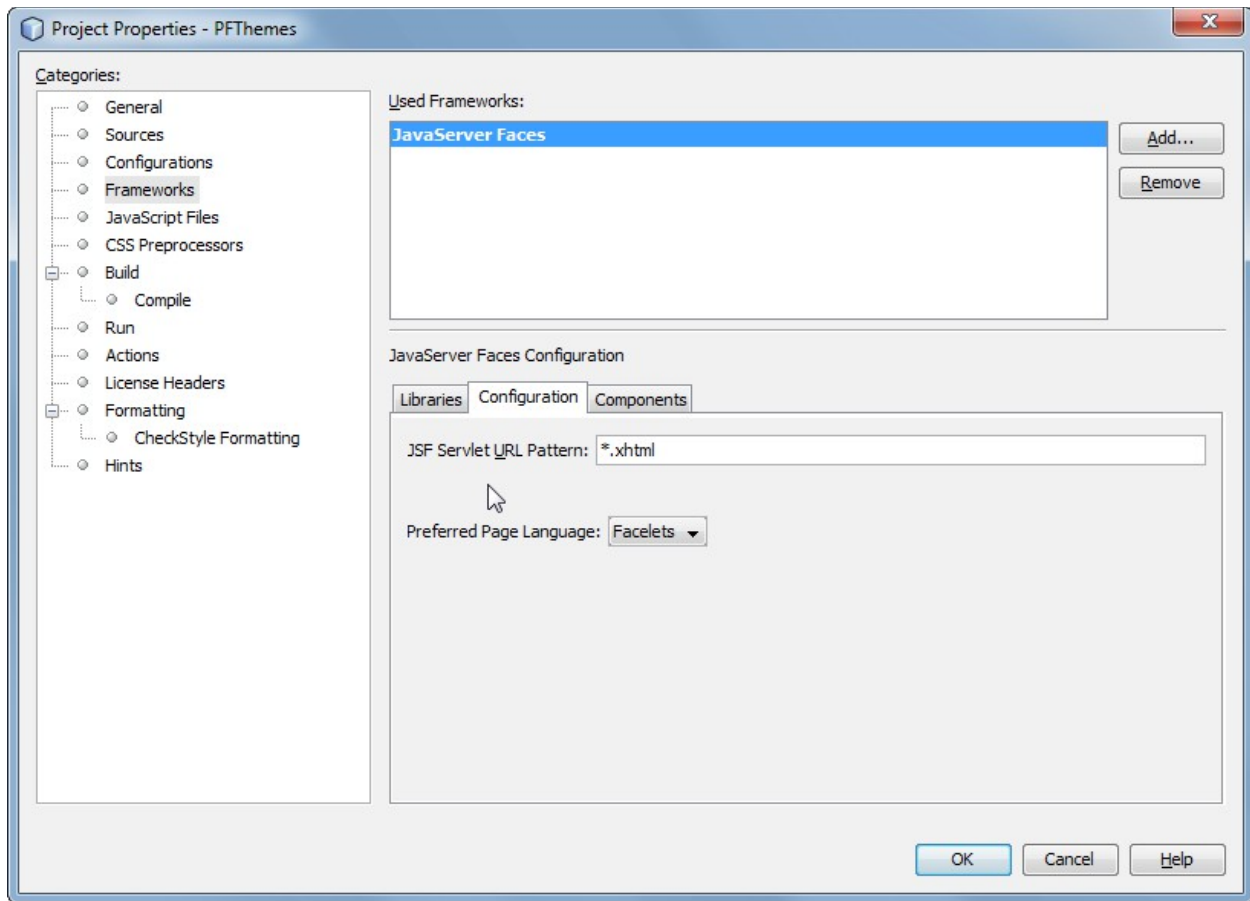 Project Properties - PFThemes
Categories:
General
Sources
Configurations
Frameworks
JavaScript Files
CSS Preprocessors
Build
Compile
Run
Actions
License Headers
Formatting
CheckStyle Formatting
Hints
Used Frameworks:
JavaServer Faces
Add...
Remove
JavaServer Faces Configuration
Libraries Configuration Components
JSF Servlet URL Pattern: *.xhtml
Preferred Page Language: Facelets
OK Cancel Help